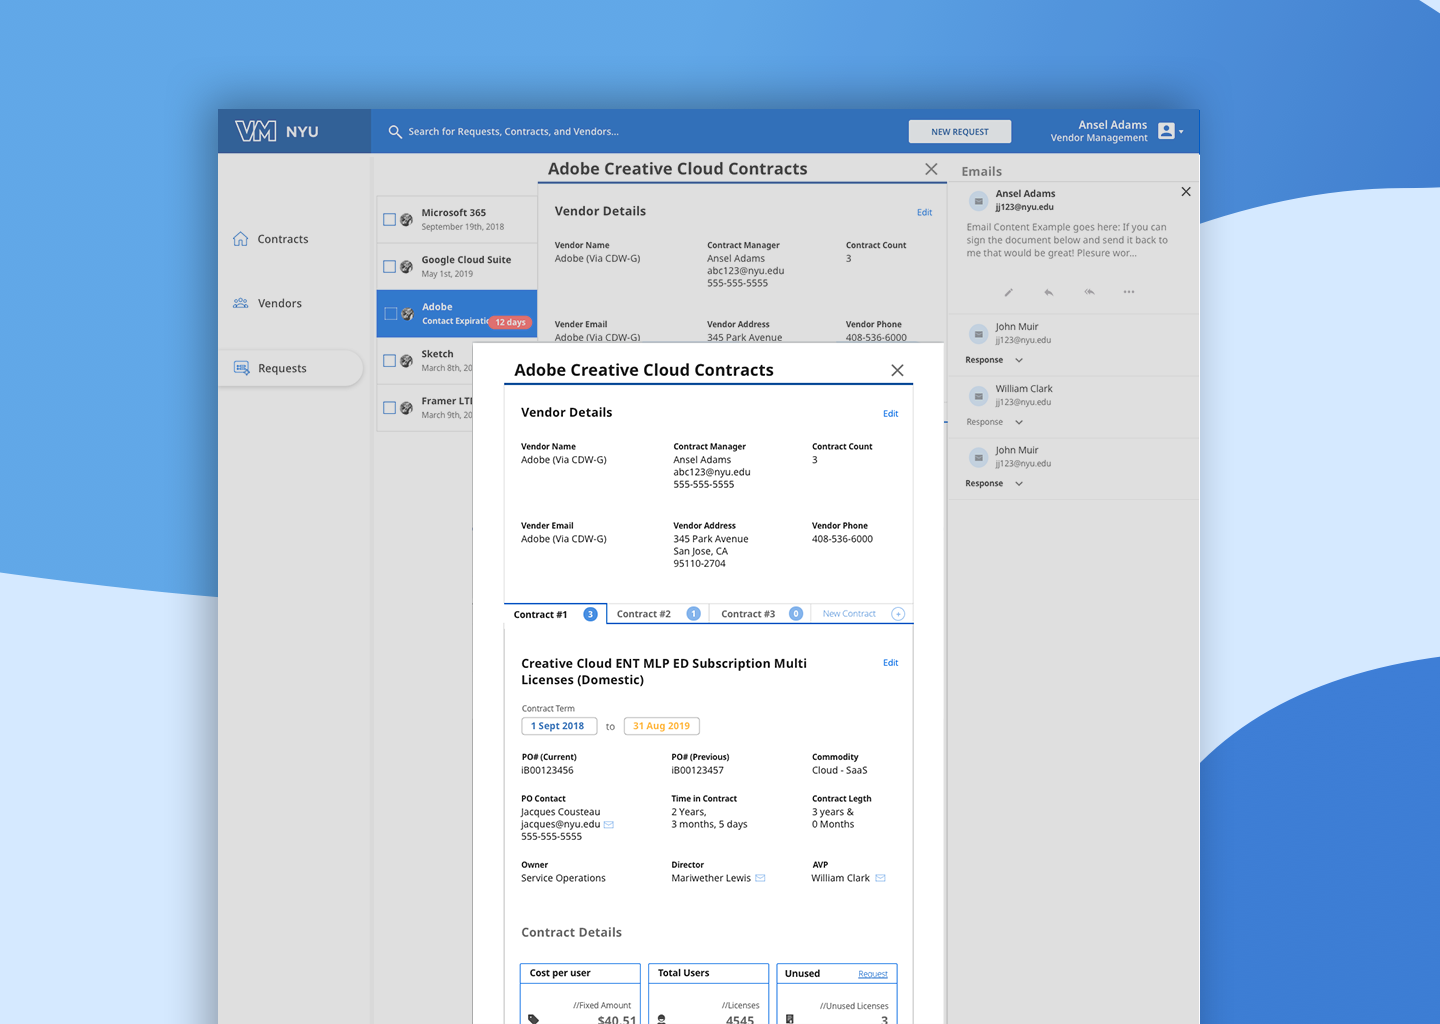 VM NYU
Search for Requests, Contracts, and Vendors...
NEW REQUEST
Ansel Adams
Vendor Management
Contracts
Vendors
Requests
Microsoft 365
September 19th, 2018
Google Cloud Suite
May 1st, 2019
Adobe
Contact Expiratic
12 days
Sketch
March 8th, 20
Framer LTI
March 9th, 20
Adobe Creative Cloud Contracts
Vendor Details
Edit
Vendor Name
Adobe (Via CDW-G)
Contract Manager
Ansel Adams
abc123@nyu.edu
555-555-5555
Contract Count
3
Vender Email
Adobe (Via CDW-G)
Vendor Address
345 Park Avenue
Vendor Phone
408-536-6000
Emails
Ansel Adams
jj123@nyu.edu
Email Content Example goes here: If you can
sign the document below and send it back to
me that would be great! Plesure wor...
John Muir
jj123@nyu.edu
Response
William Clark
jj123@nyu.edu
Response
John Muir
jj123@nyu.edu
Response
Adobe Creative Cloud Contracts
Vendor Details
Edit
Vendor Name
Adobe (Via CDW-G)
Contract Manager
Ansel Adams
abc123@nyu.edu
555-555-5555
Contract Count
3
Vender Email
Adobe (Via CDW-G)
Vendor Address
345 Park Avenue
San Jose, CA
95110-2704
Vendor Phone
408-536-6000
Contract #1 3
Contract #2 1
Contract #3 0
New Contract +
Creative Cloud ENT MLP ED Subscription Multi
Licenses (Domestic)
Edit
Contract Term
1 Sept 2018 to 31 Aug 2019
PO# (Current)
iB00123456
PO# (Previous)
iB00123457
Commodity
Cloud - SaaS
PO Contact
Jacques Cousteau
jacques@nyu.edu
555-555-5555
Time in Contract
2 Years,
3 months, 5 days
Contract Legth
3 years &
0 Months
Owner
Service Operations
Director
Mariwether Lewis
AVP
William Clark
Contract Details
Cost per user
//Fixed Amount
$40.51
Total Users
//Licenses
4545
Unused
Request
//Unused Licenses
3